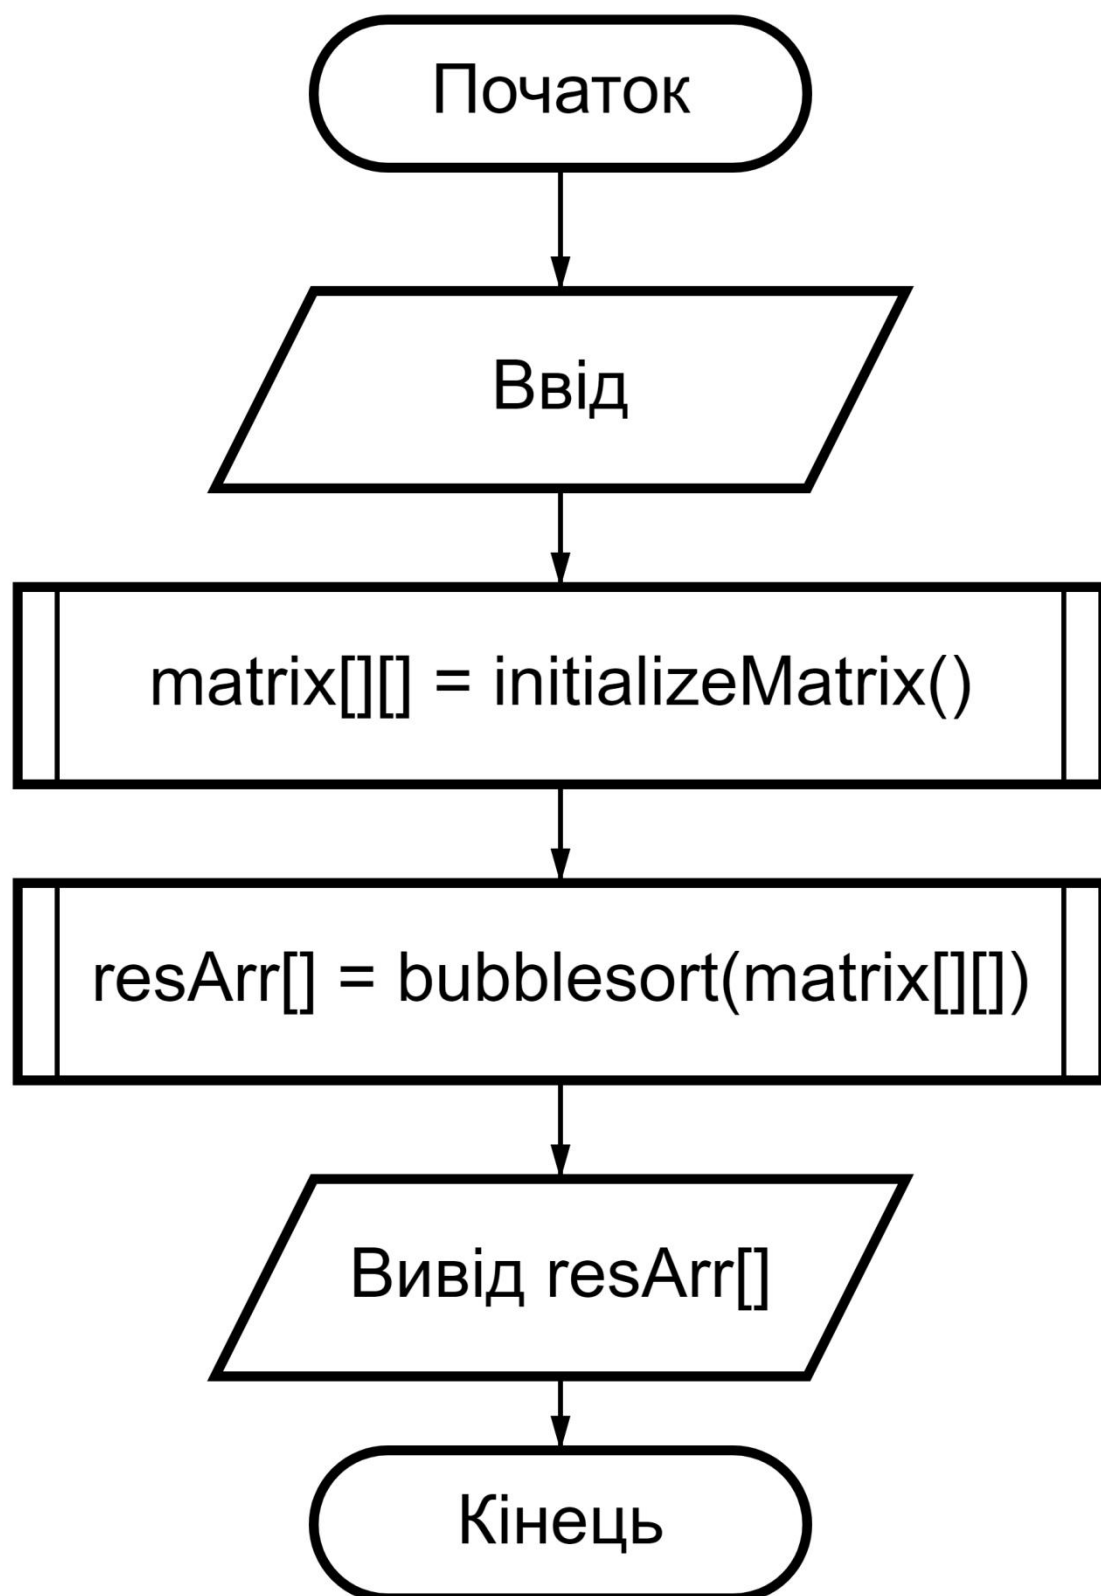 Початок
Ввід
matrix[][] = initializeMatrix()
resArr[] = bubblesort(matrix[][])
Вивід resArr[]
Кінець